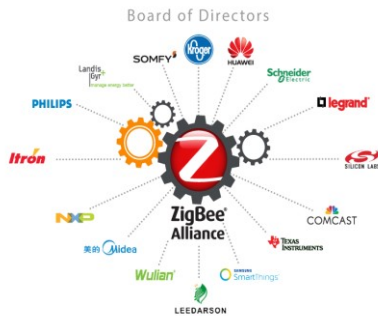 Board of Directors
SOMFY
Kroger
HUAWEI
Landis
Gyr+
manage energy better
Schneider
Electric
PHILIPS
legrand
Itrón
Z
SILICON LABS
NXP
ZigBee®
Alliance
COMCAST
美的 Midea
TEXAS
INSTRUMENTS
Wulian
SAMSUNG
SmartThings
LEEDARSON